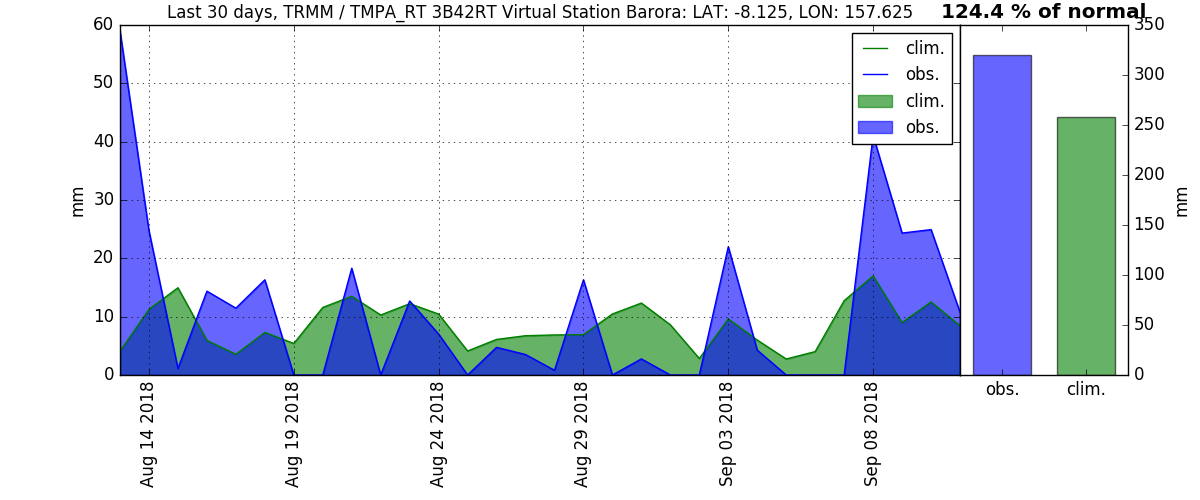 Last 30 days, TRMM / TMPA_RT 3B42RT Virtual Station Barora: LAT: -8.125, LON: 157.625
124.4 % of normal
60
50
40
30
20
10
0
mm
clim.
obs.
clim.
obs.
Aug 14 2018
Aug 19 2018
Aug 24 2018
Aug 29 2018
Sep 03 2018
Sep 08 2018
350
300
250
200
150
100
50
0
mm
obs.
clim.